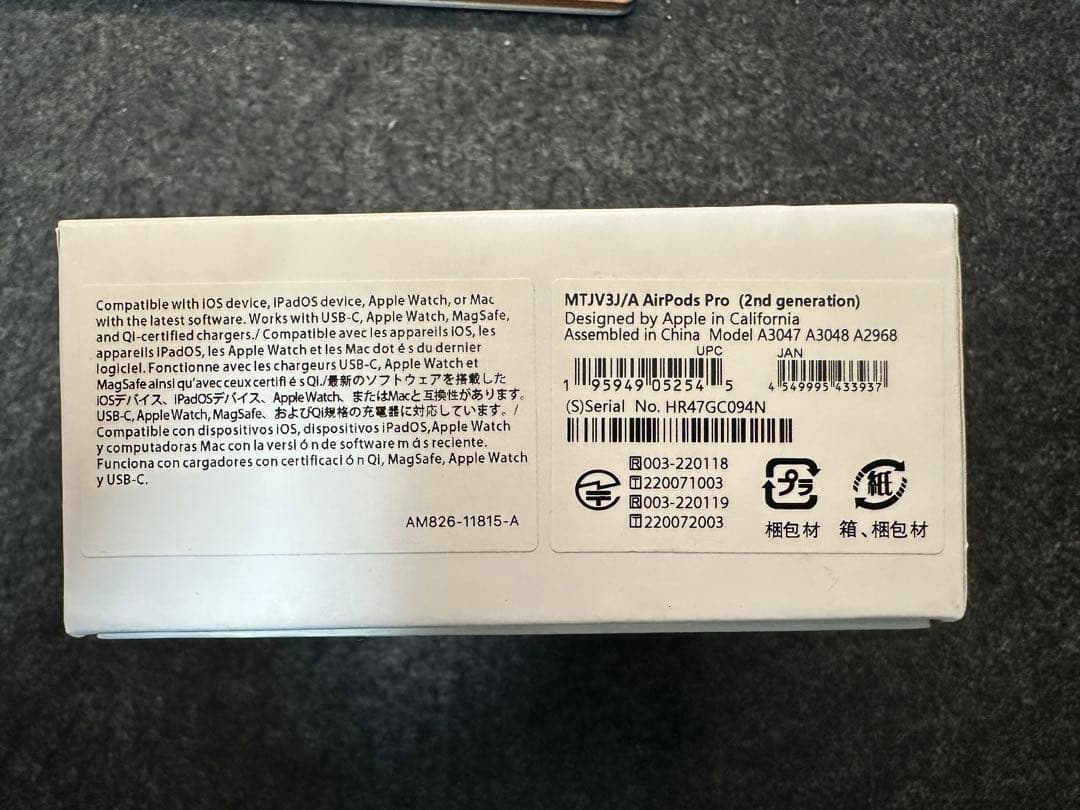 Compatible with iOS device, iPadOS device, Apple Watch, or Mac
with the latest software. Works with USB-C, Apple Watch, MagSafe,
and Qi-certified chargers./ Compatible avec les appareils iOS, les
appareils iPadOS, les Apple Watch et les Mac dot é s du dernier
logiciel. Fonctionne avec les chargeurs USB-C, Apple Watch et
MagSafe ainsi qu'avec ceux certifi é s Qi./最新のソフトウェアを搭載した
iOSデバイス、iPadOSデバイス、Apple Watch、またはMacと互換性があります。
USB-C, Apple Watch, MagSafe、およびQi規格の充電器に対応しています。/
Compatible con dispositivos iOS, dispositivos iPadOS,Apple Watch
y computadoras Mac con la versi ó n de software m á s reciente.
Funciona con cargadores con certificaci ó n Qi, MagSafe, Apple Watch
y USB-C.
AM826-11815-A
MTJV3J/A AirPods Pro (2nd generation)
Designed by Apple in California
Assembled in China Model A3047 A3048 A2968
UPC JAN
1 95949 05254 5 4 549995 433937
(S)Serial No. HR47GC094N
R 003-220118
T 220071003
R 003-220119
T 220072003
プラ 紙
梱包材 箱、梱包材